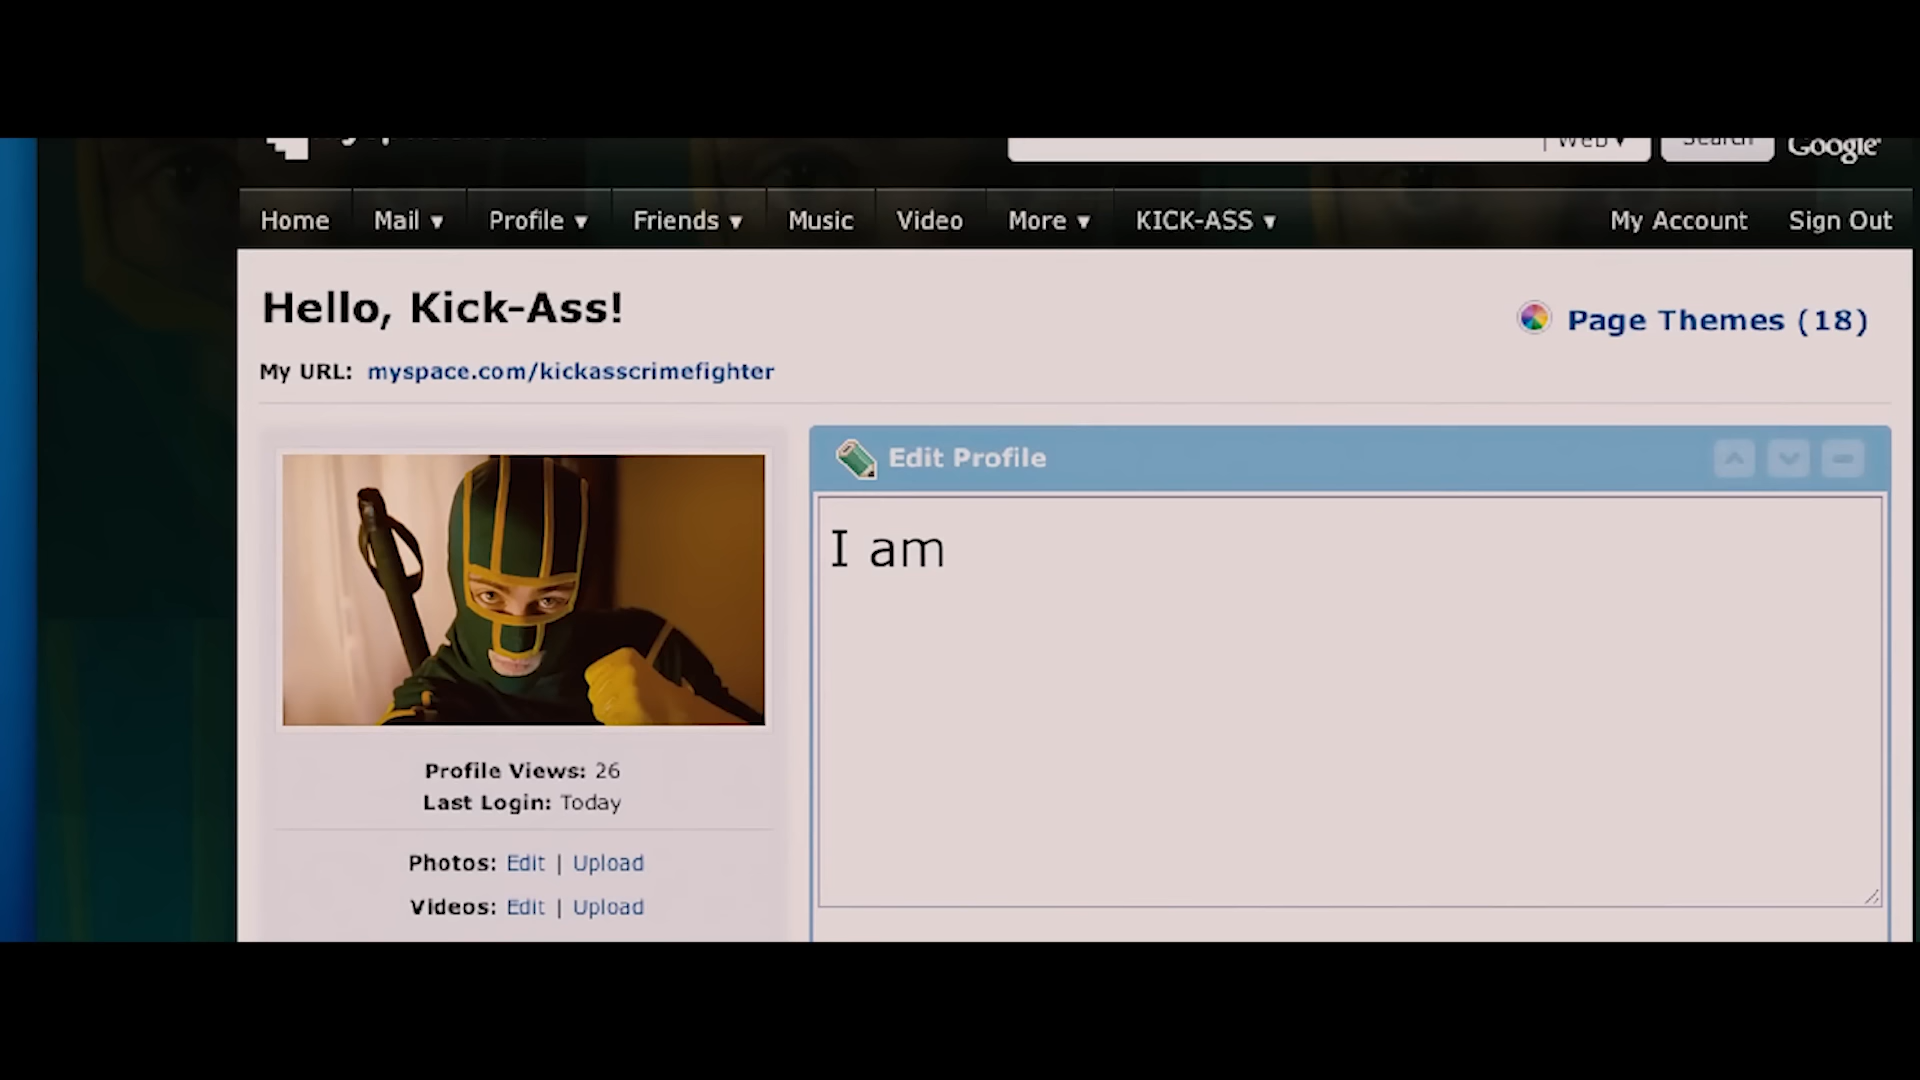 Web ▾ Search Google
Home Mail ▾ Profile ▾ Friends ▾ Music Video More ▾ KICK-ASS ▾ My Account Sign Out
Hello, Kick-Ass!
Page Themes (18)
My URL: myspace.com/kickasscrimefighter
Edit Profile
I am
Profile Views: 26
Last Login: Today
Photos: Edit | Upload
Videos: Edit | Upload